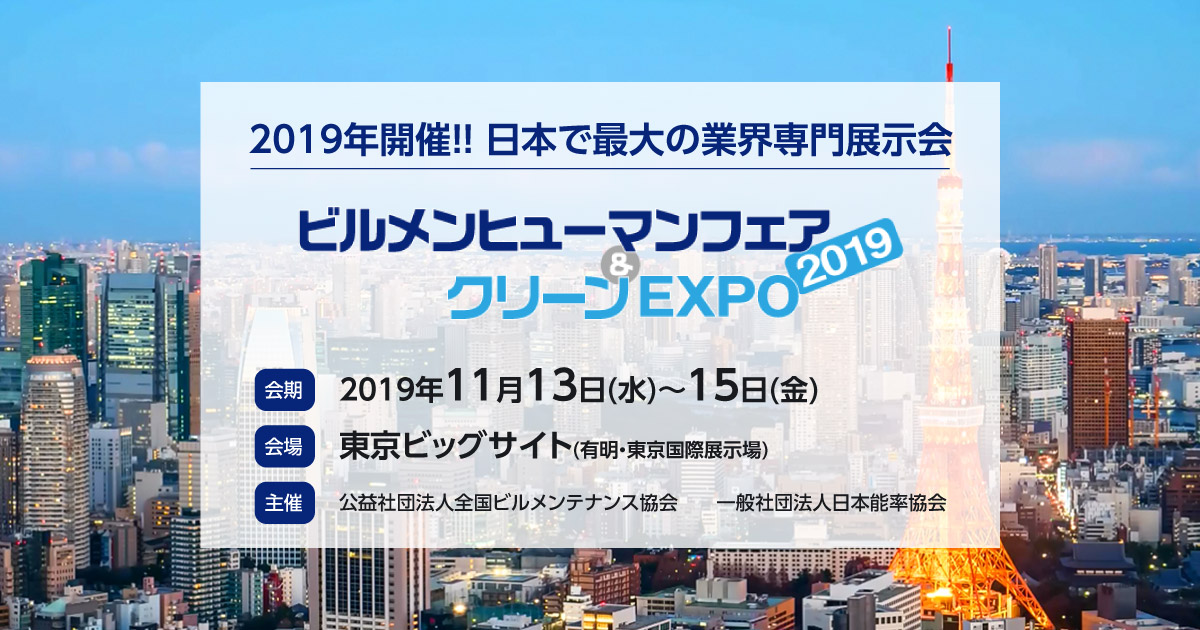 2019年開催!! 日本で最大の業界専門展示会
ビルメンヒューマンフェア
&
クリーンEXPO 2019
会期 2019年11月13日(水)～15日(金)
会場 東京ビッグサイト(有明・東京国際展示場)
主催 公益社団法人全国ビルメンテナンス協会 一般社団法人日本能率協会